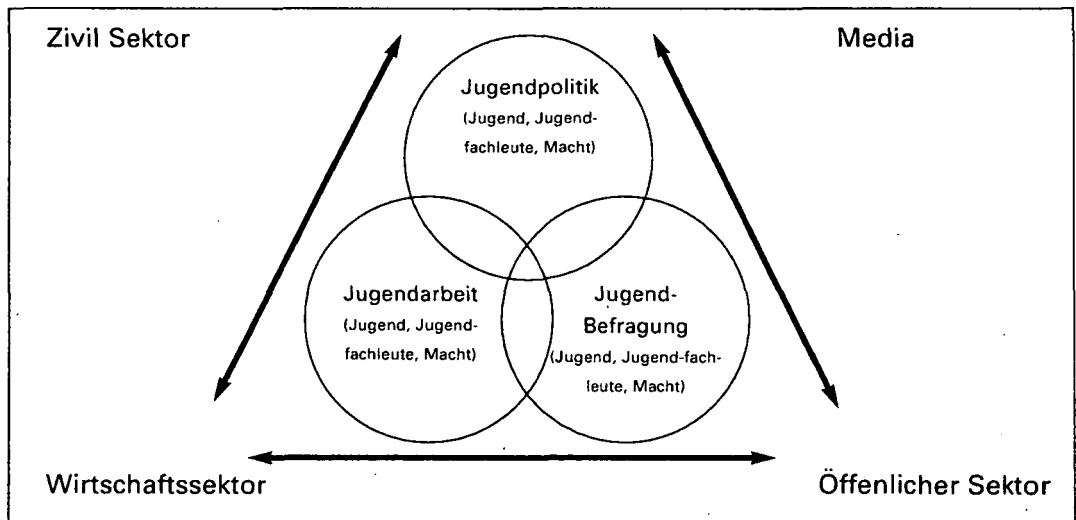 Zivil Sektor
Media
Jugendpolitik
(Jugend, Jugend-
fachleute, Macht)
Jugendarbeit
(Jugend, Jugend-
fachleute, Macht)
Jugend-
Befragung
(Jugend, Jugend-fach-
leute, Macht)
Wirtschaftssektor
Öffenlicher Sektor